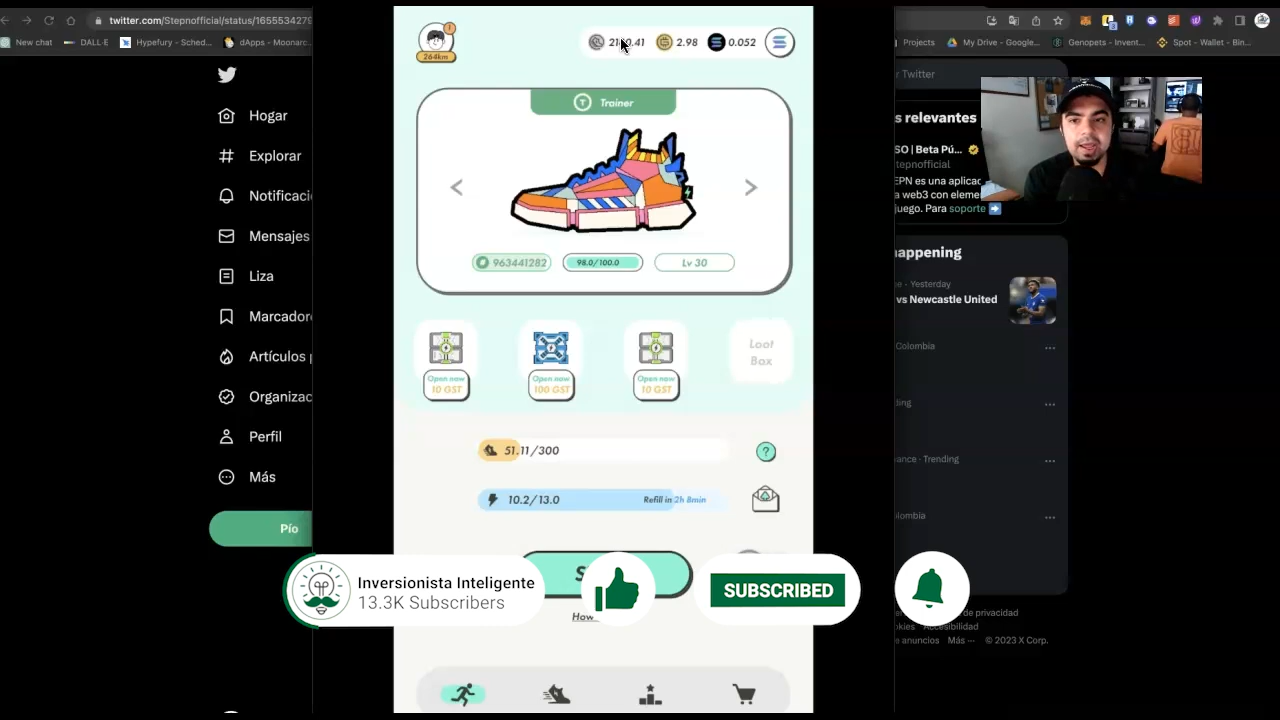 twitter.com/Stepnofficial/status/1655534279
New chat
DALL·E
Hypefury - Sched...
dApps - Moonarc...
Projects
My Drive - Google...
Genopets - Invent...
Spot - Wallet - Bin...
264km
2.98
0.052
Trainer
963441282
98.0/100.0
Lv 30
Open now
10 GST
Open now
100 GST
Open now
10 GST
Loot
Box
51.11/300
10.2/13.0
Refill in 2h 8min
How
Hogar
Explorar
Notificaci
Mensajes
Liza
Marcador
Artículos
Organizac
Perfil
Más
Pío
Twitter
s relevantes
SO | Beta Pú...
tepnofficial
EPN es una aplicac
a web3 con eleme
juego. Para soporte
appening
· Yesterday
vs Newcastle United
Colombia
ding
ance · Trending
lombia
de privacidad
okies
Accesibilidad
e anuncios
Más ···
© 2023 X Corp.
Inversionista Inteligente
13.3K Subscribers
SUBSCRIBED